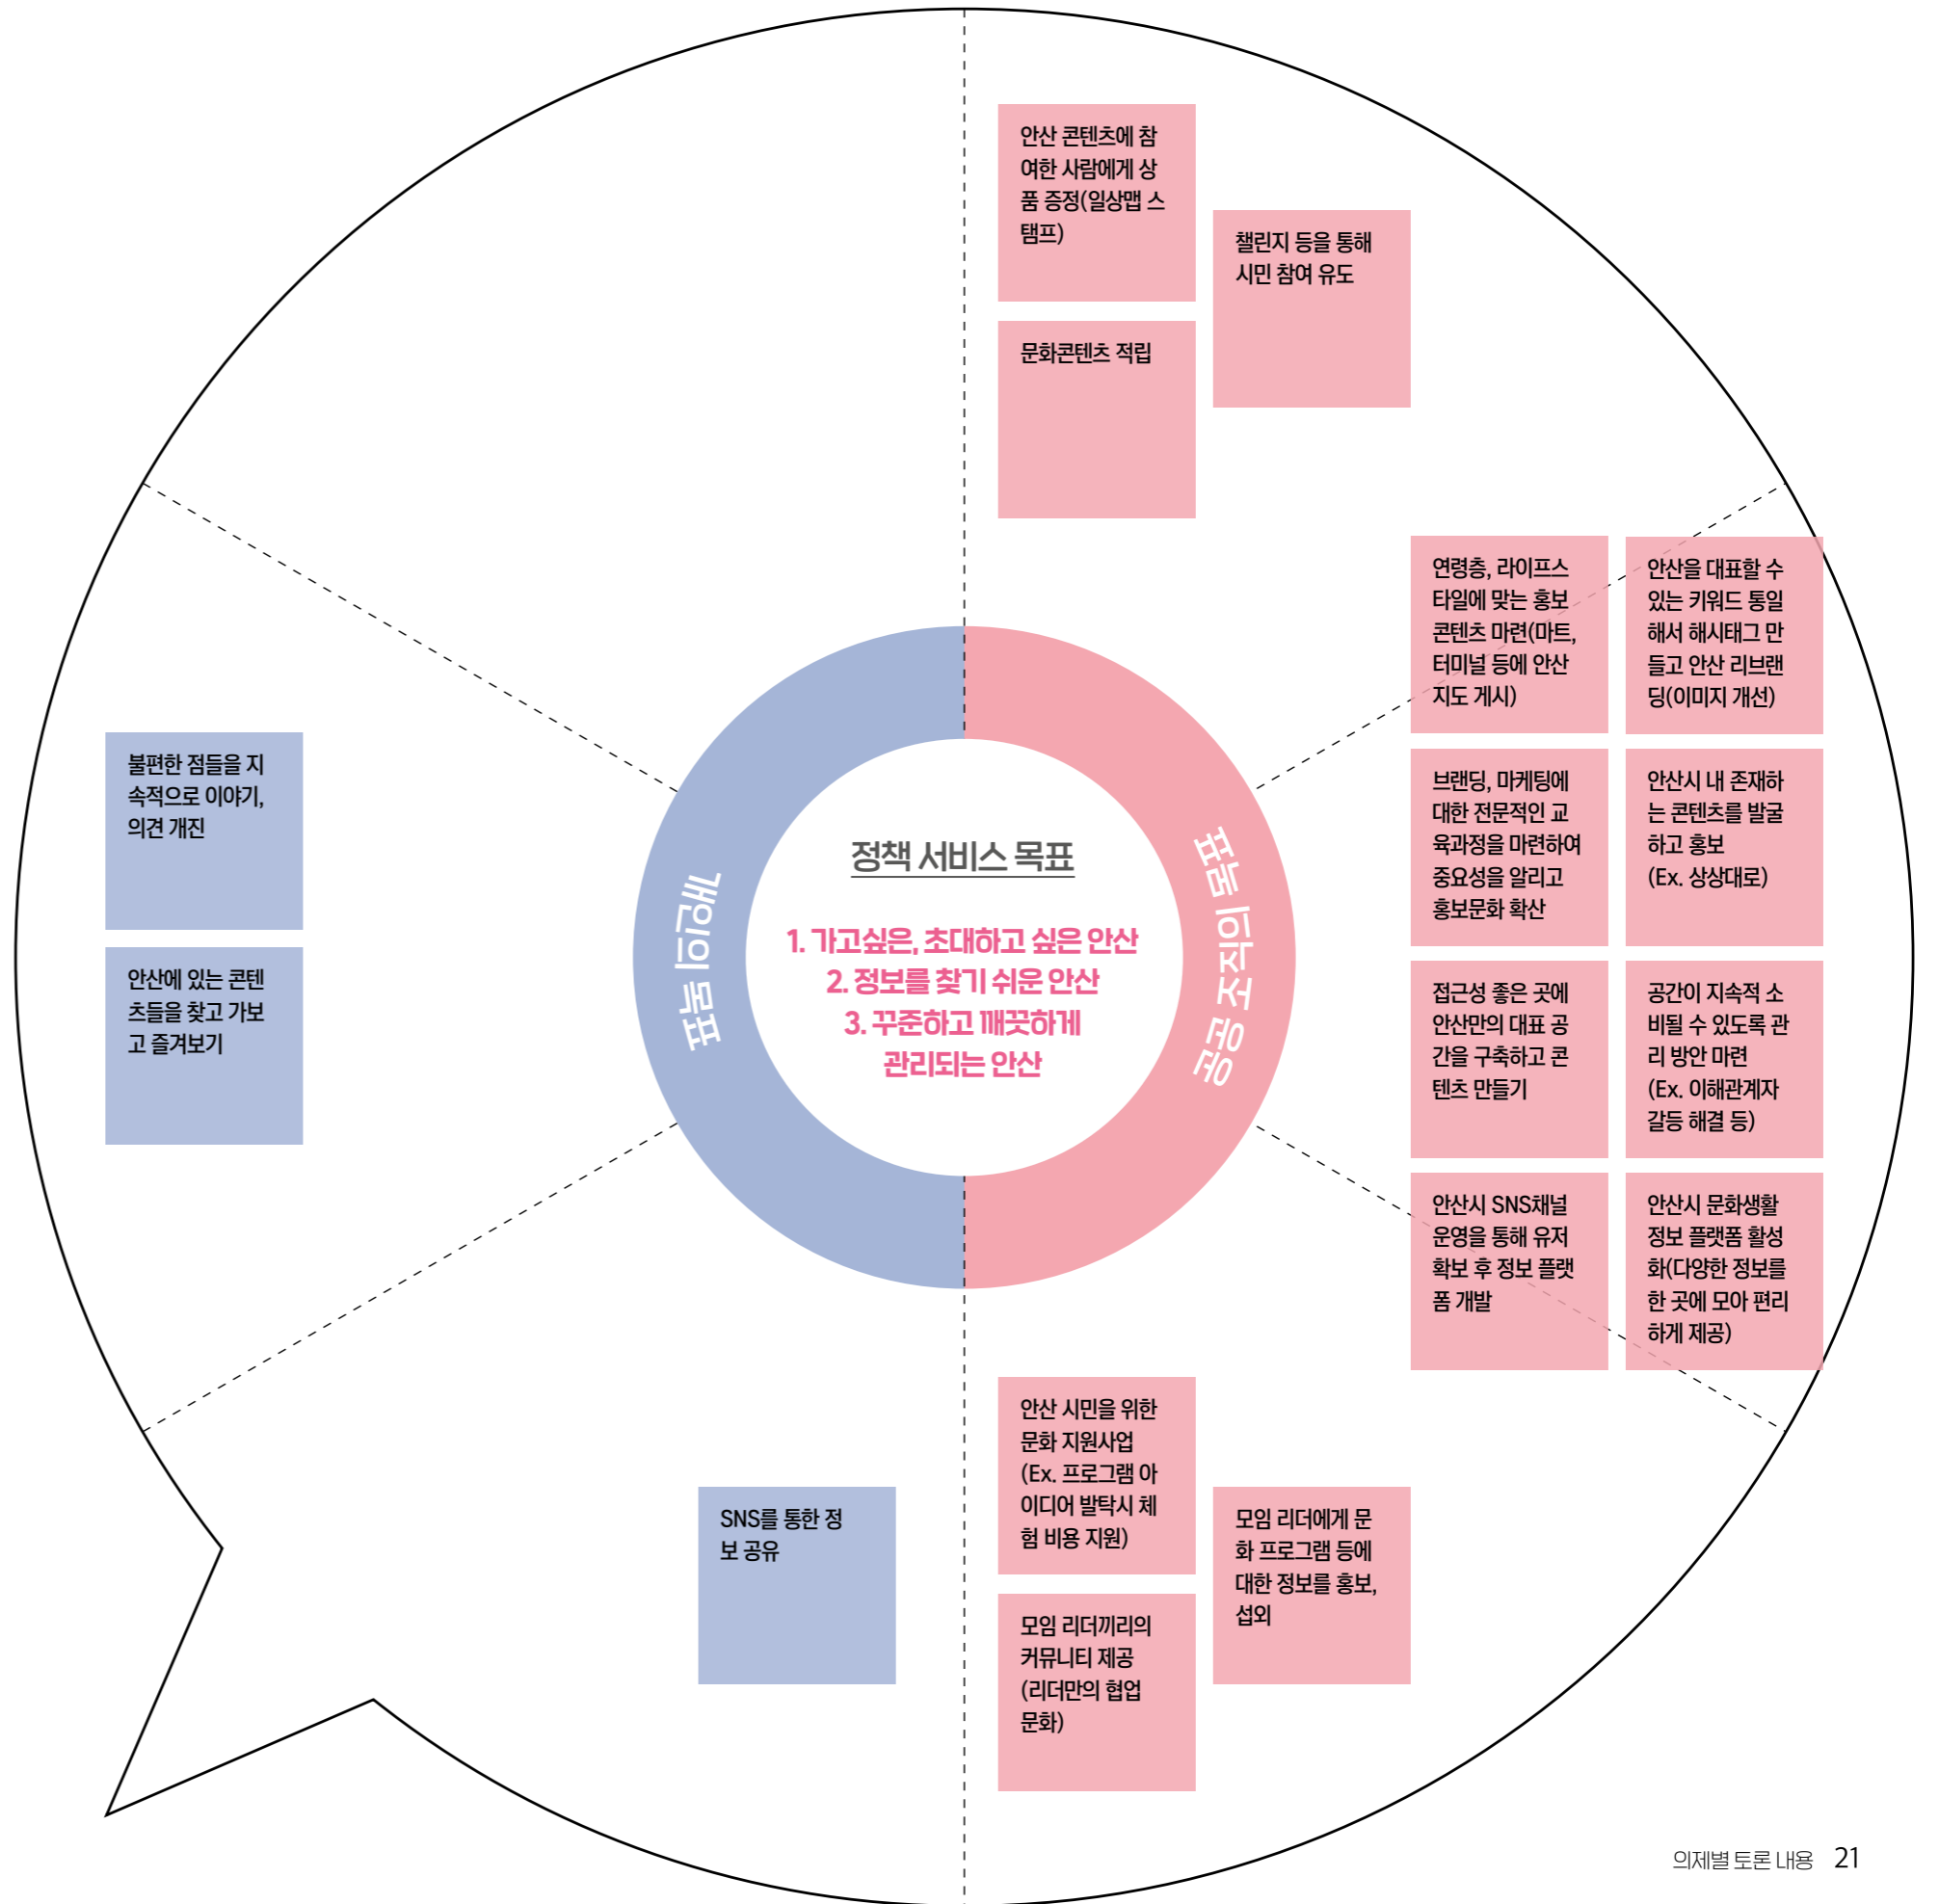 안산 콘텐츠에 참
여한 사람에게 상
품 증정(일상맵 스
탬프)
챌린지 등을 통해
시민 참여 유도
문화콘텐츠 적립
연령층, 라이프스
타일에 맞는 홍보
콘텐츠 마련(마트,
터미널 등에 안산
지도 게시)
안산을 대표할 수
있는 키워드 통일
해서 해시태그 만
들고 안산 리브랜
딩(이미지 개선)
불편한 점들을 지
속적으로 이야기,
의견 개진
브랜딩, 마케팅에
대한 전문적인 교
육과정을 마련하여
중요성을 알리고
홍보문화 확산
안산시 내 존재하
는 콘텐츠를 발굴
하고 홍보
(Ex. 상상대로)
개인의 목표
정책 서비스 목표
1. 가고싶은, 초대하고 싶은 안산
2. 정보를 찾기 쉬운 안산
3. 꾸준하고 깨끗하게
관리되는 안산
공공 조직의 목표
안산에 있는 콘텐
츠들을 찾고 가보
고 즐겨보기
접근성 좋은 곳에
안산만의 대표 공
간을 구축하고 콘
텐츠 만들기
공간이 지속적 소
비될 수 있도록 관
리 방안 마련
(Ex. 이해관계자
갈등 해결 등)
안산시 SNS채널
운영을 통해 유저
확보 후 정보 플랫
폼 개발
안산시 문화생활
정보 플랫폼 활성
화(다양한 정보를
한 곳에 모아 편리
하게 제공)
SNS를 통한 정
보 공유
안산 시민을 위한
문화 지원사업
(Ex. 프로그램 아
이디어 발탁시 체
험 비용 지원)
모임 리더에게 문
화 프로그램 등에
대한 정보를 홍보,
섭외
모임 리더끼리의
커뮤니티 제공
(리더만의 협업
문화)
의제별 토론 내용 21